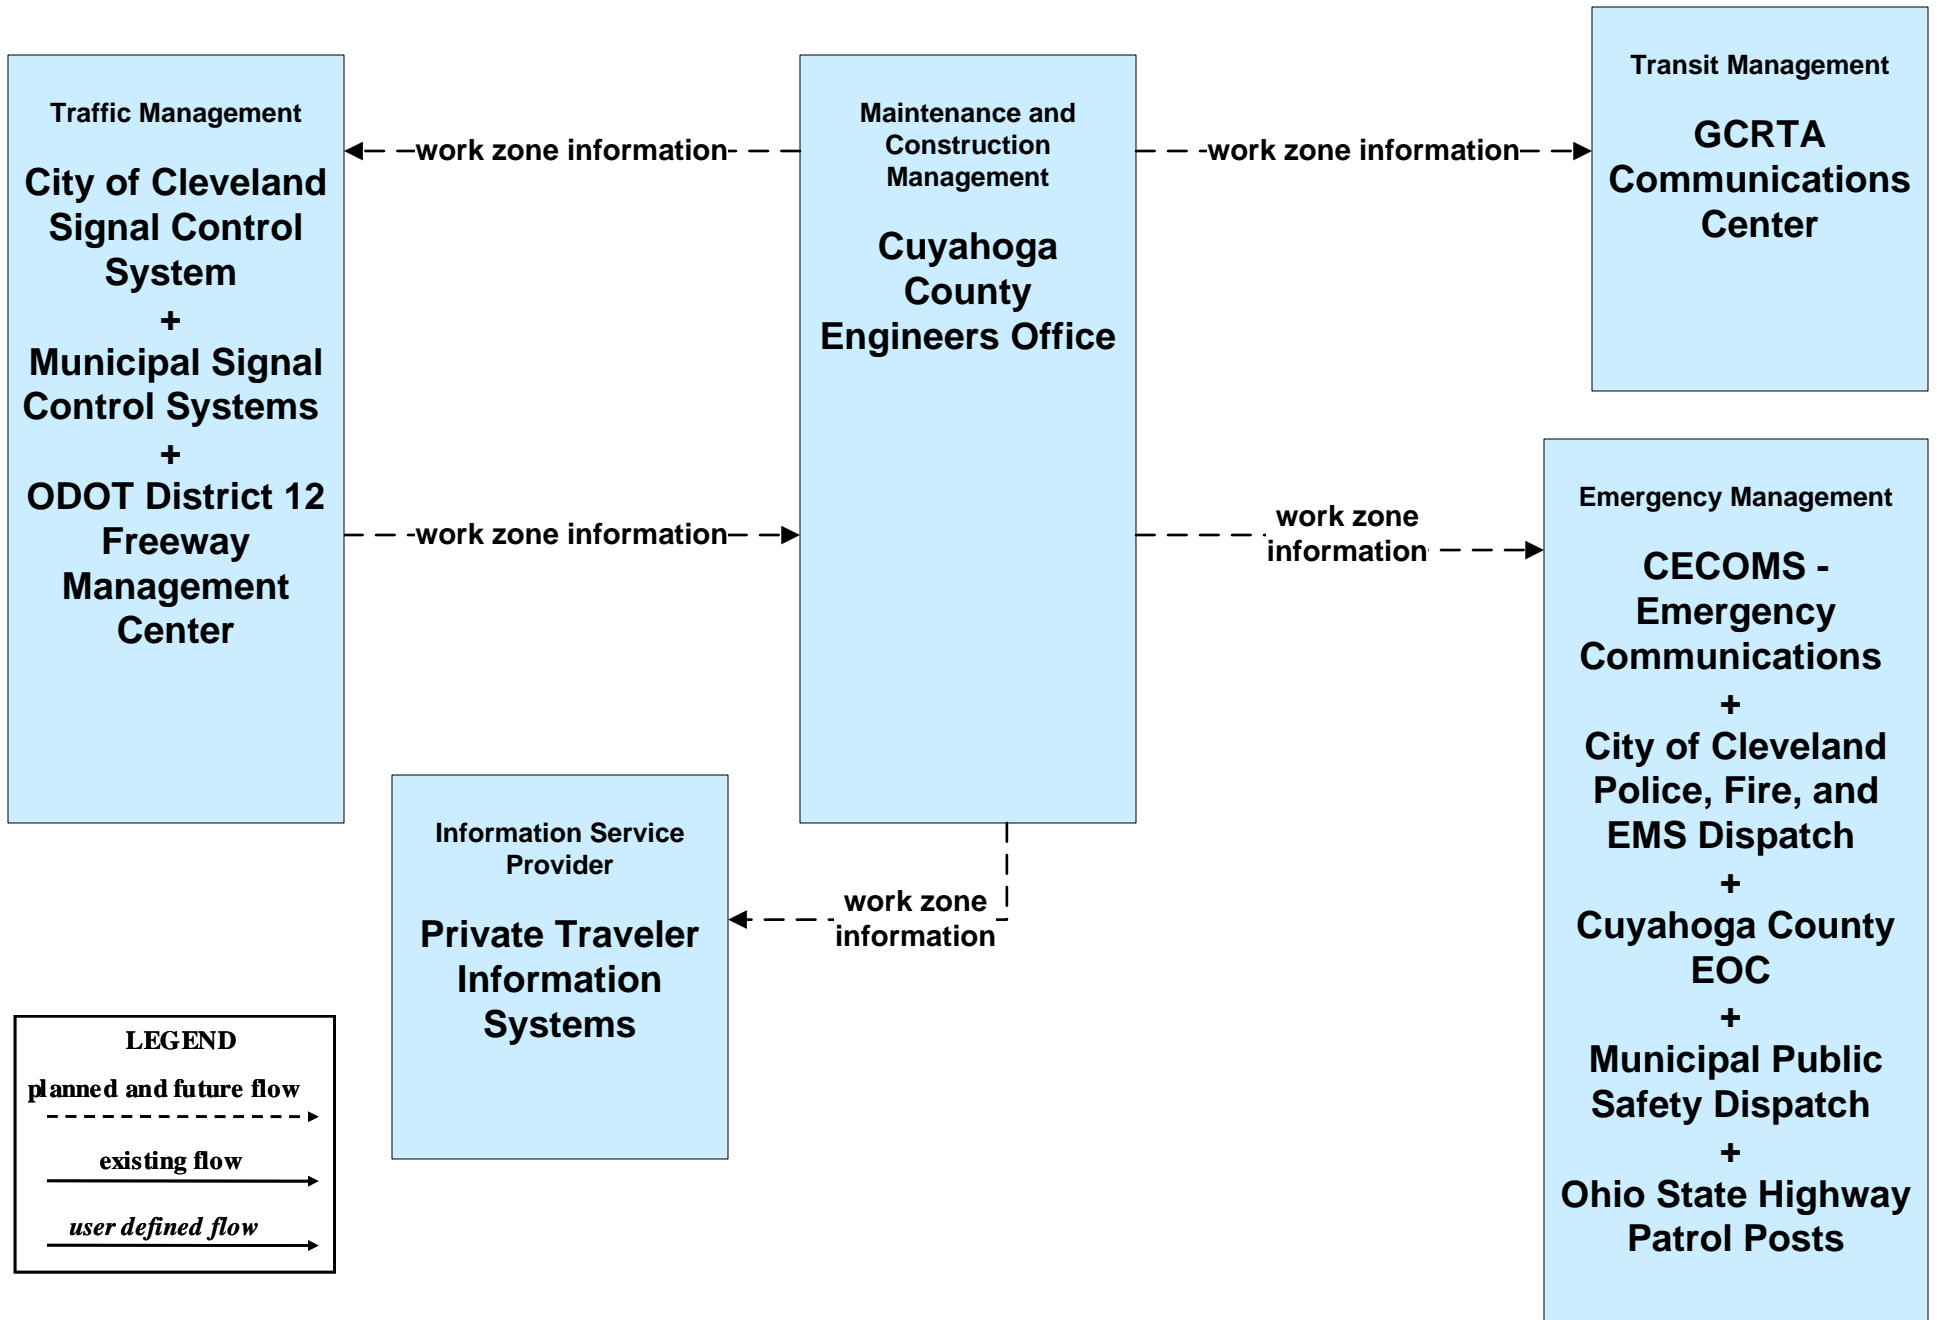 Traffic Management
City of Cleveland
Signal Control
System
+
Municipal Signal
Control Systems
+
ODOT District 12
Freeway
Management
Center
work zone information
work zone information
Maintenance and
Construction
Management
Cuyahoga
County
Engineers Office
work zone information
Transit Management
GCRTA
Communications
Center
work zone
information
Emergency Management
CECOMS -
Emergency
Communications
+
City of Cleveland
Police, Fire, and
EMS Dispatch
+
Cuyahoga County
EOC
+
Municipal Public
Safety Dispatch
+
Ohio State Highway
Patrol Posts
Information Service
Provider
Private Traveler
Information
Systems
work zone
information
LEGEND
planned and future flow
existing flow
user defined flow